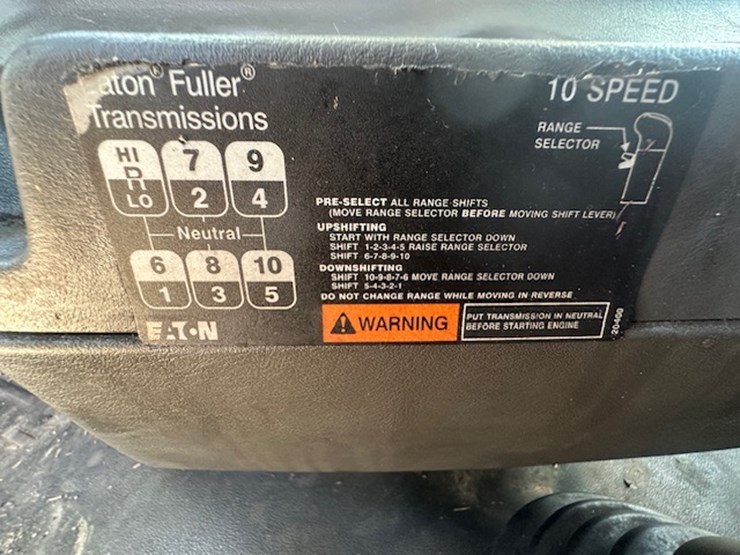 Eaton® Fuller®
Transmissions
10 SPEED
RANGE
SELECTOR
HI 7 9
R
LO 2 4
Neutral
6 8 10
1 3 5
PRE-SELECT ALL RANGE SHIFTS
(MOVE RANGE SELECTOR BEFORE MOVING SHIFT LEVER)
UPSHIFTING
START WITH RANGE SELECTOR DOWN
SHIFT 1-2-3-4-5 RAISE RANGE SELECTOR
SHIFT 6-7-8-9-10
DOWNSHIFTING
SHIFT 10-9-8-7-6 MOVE RANGE SELECTOR DOWN
SHIFT 5-4-3-2-1
DO NOT CHANGE RANGE WHILE MOVING IN REVERSE
EATON
WARNING
PUT TRANSMISSION IN NEUTRAL
BEFORE STARTING ENGINE
20400